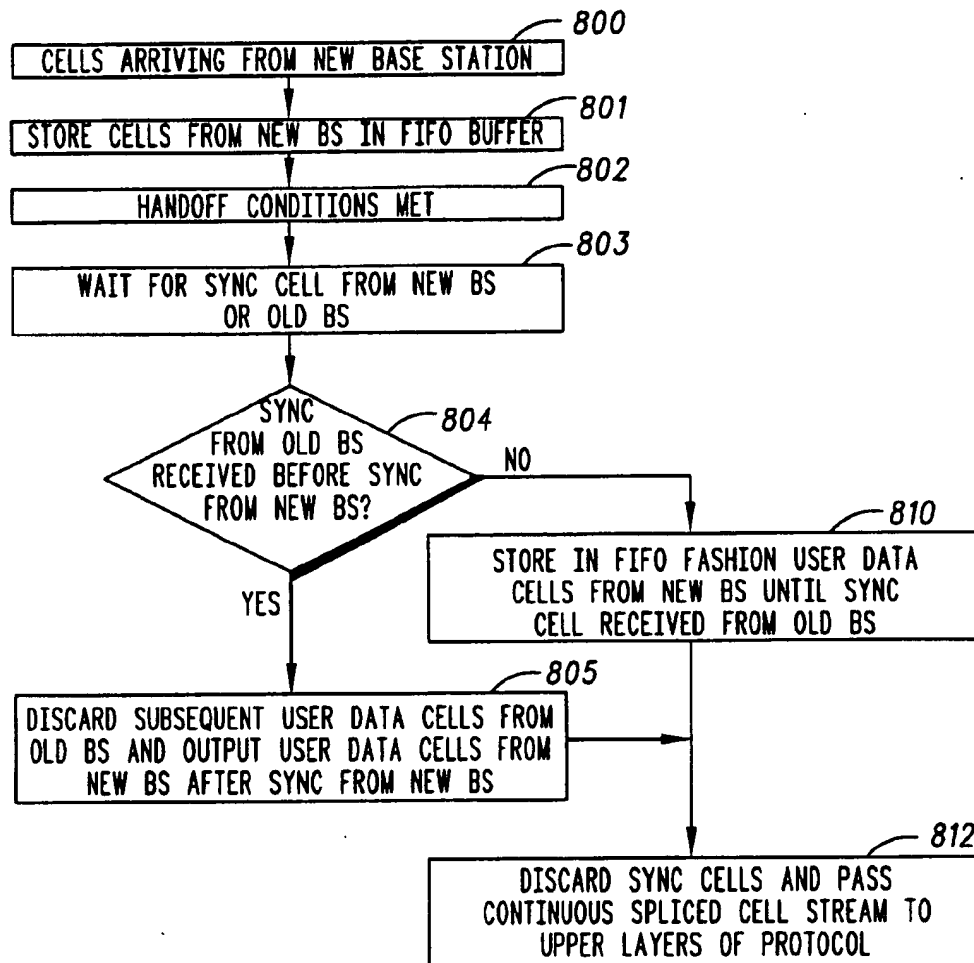 800
CELLS ARRIVING FROM NEW BASE STATION
801
STORE CELLS FROM NEW BS IN FIFO BUFFER
802
HANDOFF CONDITIONS MET
803
WAIT FOR SYNC CELL FROM NEW BS
OR OLD BS
804
SYNC
FROM OLD BS
RECEIVED BEFORE SYNC
FROM NEW BS?
NO
YES
810
STORE IN FIFO FASHION USER DATA
CELLS FROM NEW BS UNTIL SYNC
CELL RECEIVED FROM OLD BS
805
DISCARD SUBSEQUENT USER DATA CELLS FROM
OLD BS AND OUTPUT USER DATA CELLS FROM
NEW BS AFTER SYNC FROM NEW BS
812
DISCARD SYNC CELLS AND PASS
CONTINUOUS SPLICED CELL STREAM TO
UPPER LAYERS OF PROTOCOL